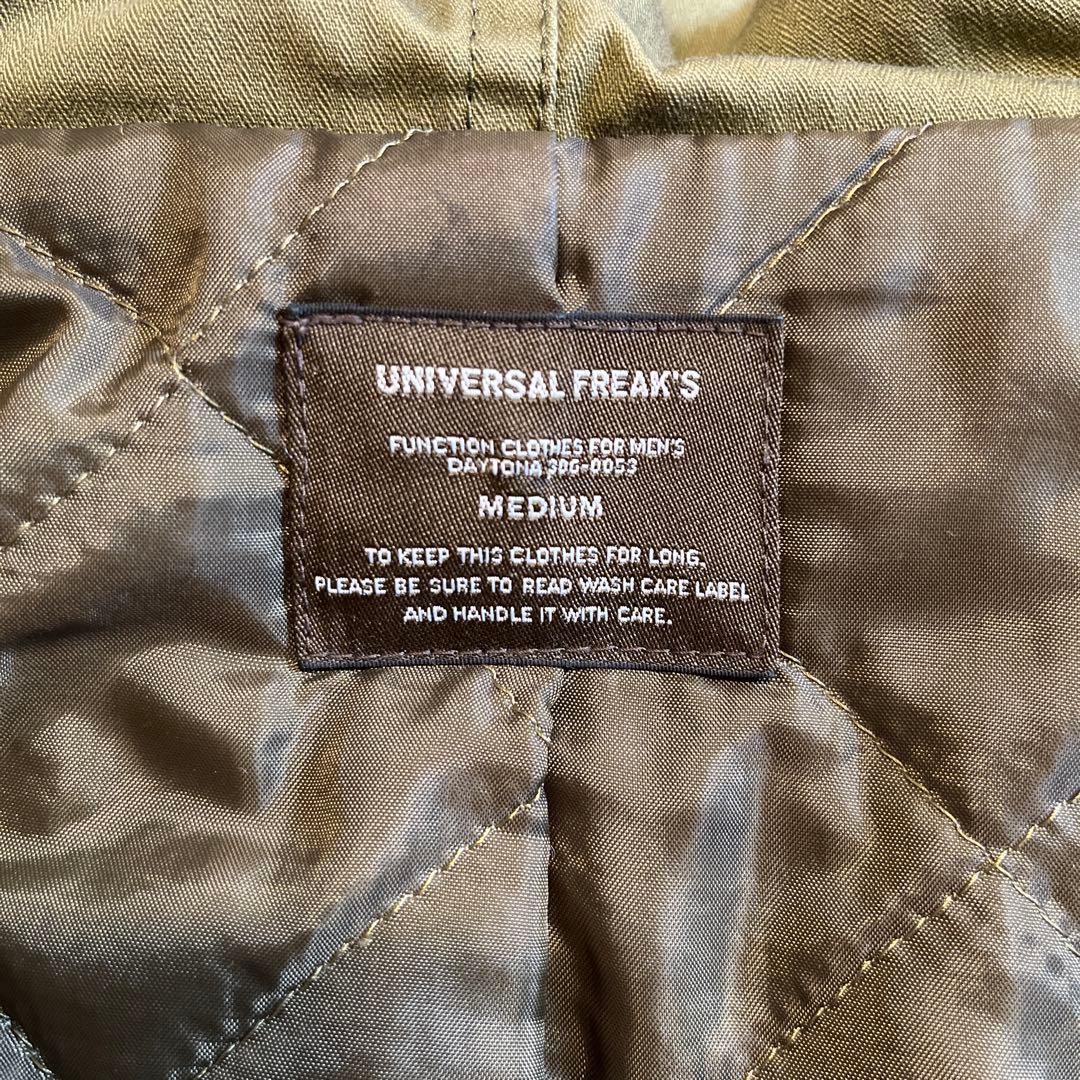 UNIVERSAL FREAK'S
FUNCTION CLOTHES FOR MEN'S
DAYTONA 386-0053
MEDIUM
TO KEEP THIS CLOTHES FOR LONG,
PLEASE BE SURE TO READ WASH CARE LABEL
AND HANDLE IT WITH CARE.